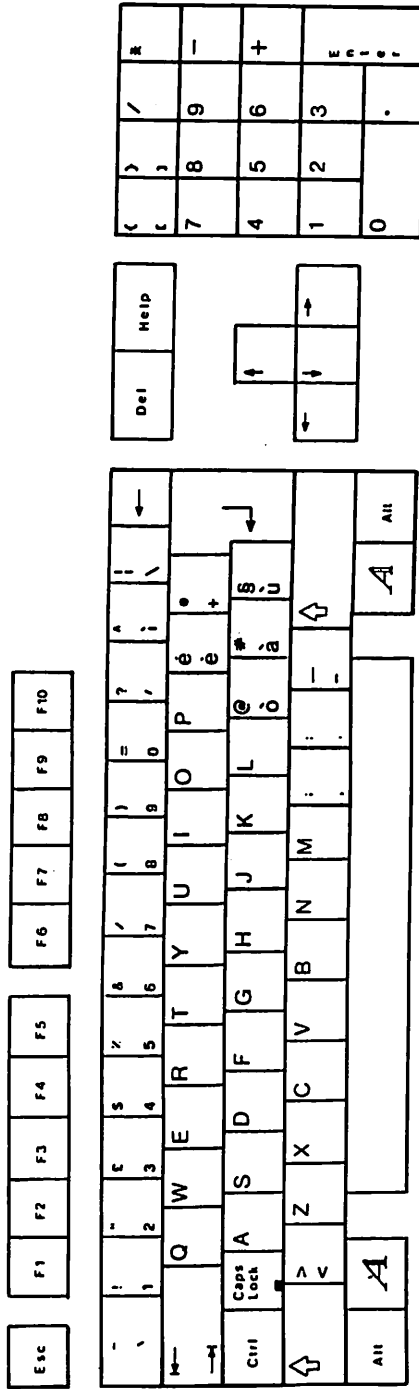 Esc F1 F2 F3 F4 F5 F6 F7 F8 F9 F10
! " £ $ % & / ( ) = ? ^ |
1 2 3 4 5 6 7 8 9 0 ' ì \ ←
Q W E R T Y U I O P é *
è +
Ctrl Caps Lock A S D F G H J K L @ # §
ò à ù
> Z X C V B N M ; : _
< , . -
Alt A A Alt
Del Help
↑
← ↓ →
{ } / *
[ ]
7 8 9 -
4 5 6 +
1 2 3 Enter
0 .